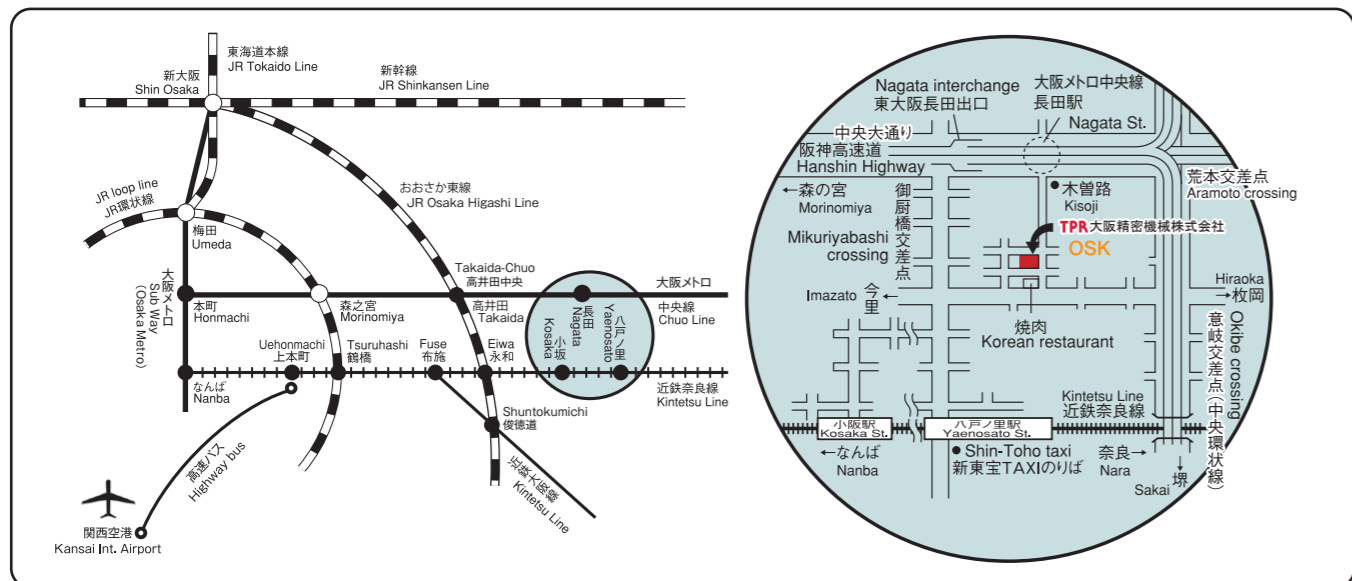 東海道本線
JR Tokaido Line
新大阪
Shin Osaka
新幹線
JR Shinkansen Line
JR loop line
JR環状線
おおさか東線
JR Osaka Higashi Line
梅田
Umeda
大阪メトロ
Sub Way
(Osaka Metro)
本町
Honmachi
森之宮
Morinomiya
Takaida-Chuo
高井田中央
高井田
Takaida
大阪メトロ
中央線
Chuo Line
長田
Nagata
小坂
Kosaka
八戸ノ里
Yaenosato
Uehonmachi
上本町
Tsuruhashi
鶴橋
Fuse
布施
Eiwa
永和
なんば
Nanba
近鉄奈良線
Kintetsu Line
Shuntokumichi
俊徳道
近鉄大阪線
Kintetsu Line
高速バス
Highway bus
関西空港
Kansai Int. Airport
Nagata interchange
東大阪長田出口
大阪メトロ中央線
長田駅
Nagata St.
中央大通り
阪神高速道
Hanshin Highway
荒本交差点
Aramoto crossing
←森の宮
Morinomiya
御厨橋交差点
Mikuriyabashi
crossing
木曽路
Kisoji
TPR大阪精密機械株式会社
OSK
Imazato
今里
Hiraoka
枚岡
焼肉
Korean restaurant
Okibe crossing
意岐交差点(中央環状線)
Kintetsu Line
近鉄奈良線
小阪駅
Kosaka St.
八戸ノ里駅
Yaenosato St.
←なんば
Nanba
Shin-Toho taxi
新東宝TAXIのりば
奈良→
Nara
Sakai
堺